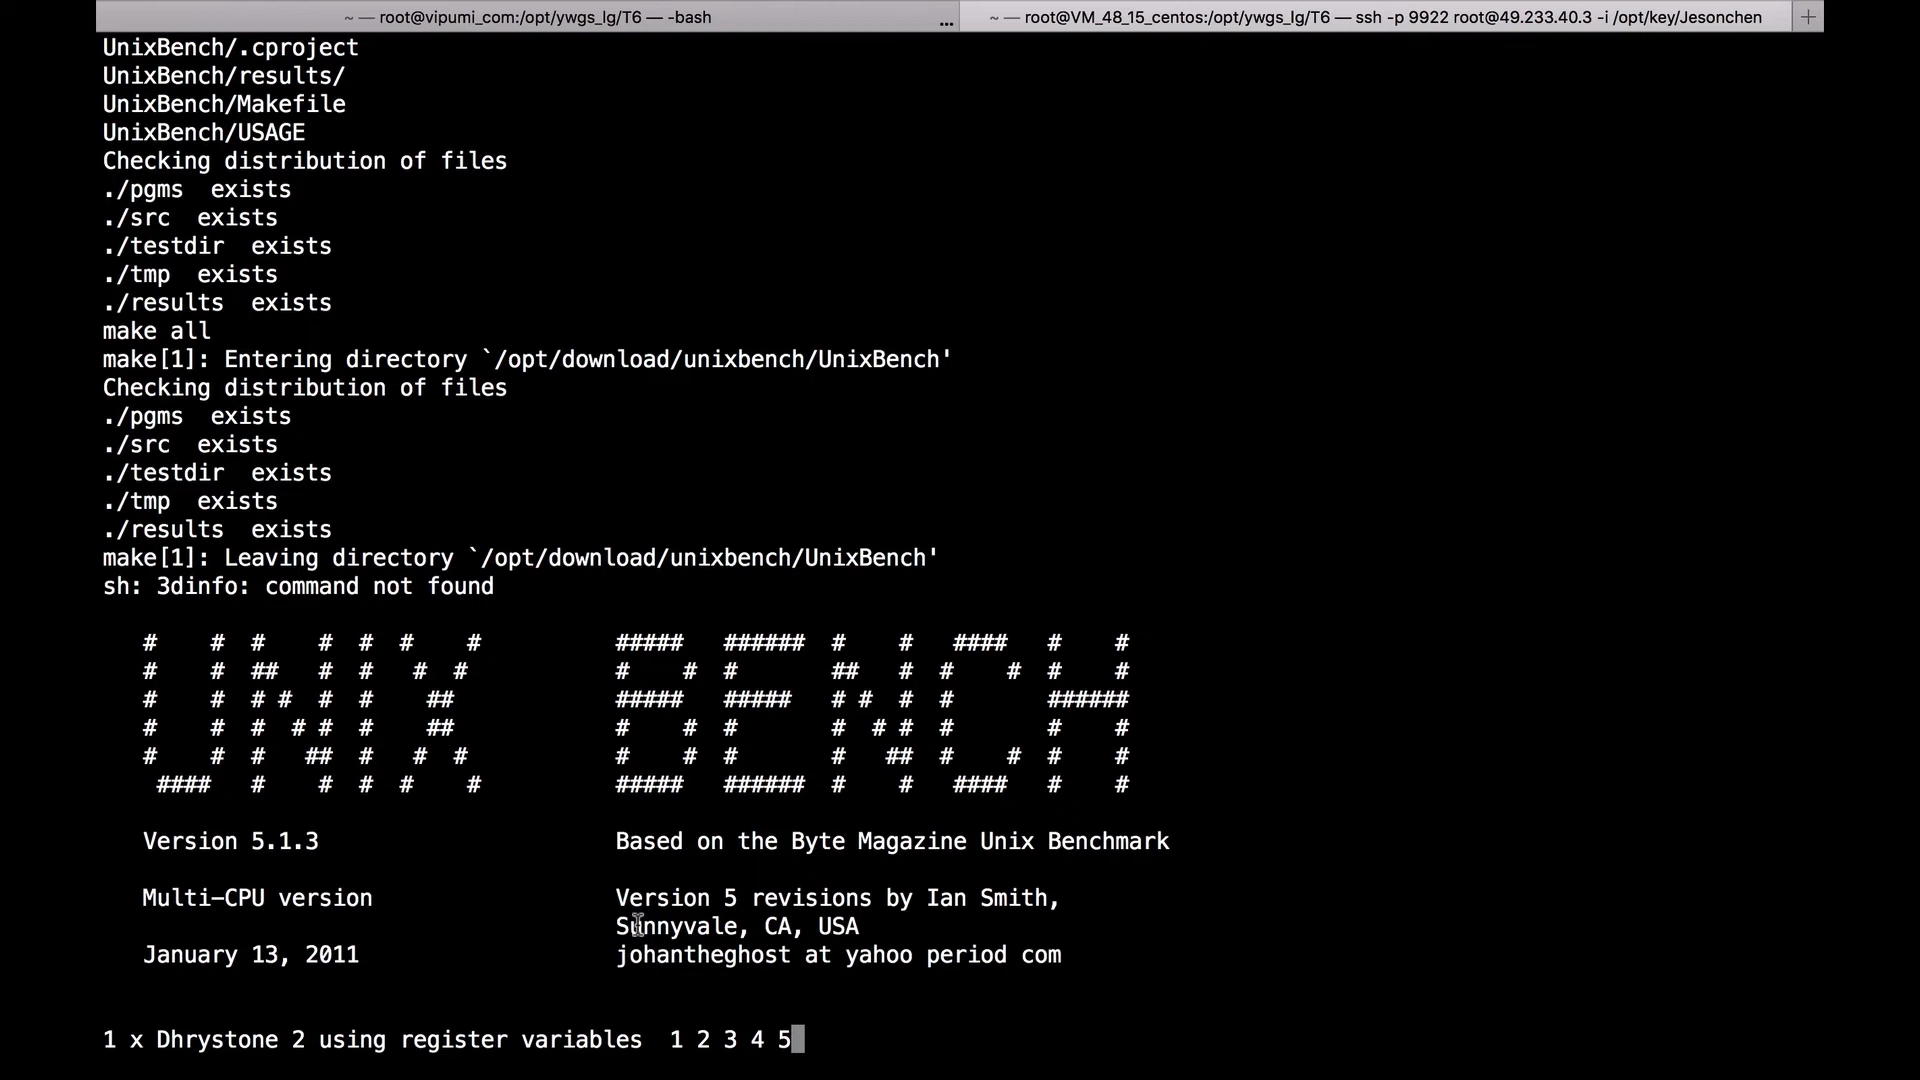 ~ — root@vipumi_com:/opt/ywgs_lg/T6 — -bash
...
~ — root@VM_48_15_centos:/opt/ywgs_lg/T6 — ssh -p 9922 root@49.233.40.3 -i /opt/key/Jesonchen
+
UnixBench/.cproject
UnixBench/results/
UnixBench/Makefile
UnixBench/USAGE
Checking distribution of files
./pgms  exists
./src  exists
./testdir  exists
./tmp  exists
./results  exists
make all
make[1]: Entering directory `/opt/download/unixbench/UnixBench'
Checking distribution of files
./pgms  exists
./src  exists
./testdir  exists
./tmp  exists
./results  exists
make[1]: Leaving directory `/opt/download/unixbench/UnixBench'
sh: 3dinfo: command not found
   #    #  #    #  #  #    #          #####   ######  #    #   ####   #    #
   #    #  ##   #  #   #  #           #    #  #       ##   #  #    #  #    #
   #    #  # #  #  #    ##            #####   #####   # #  #  #       ######
   #    #  #  # #  #    ##            #    #  #       #  # #  #       #    #
   #    #  #   ##  #   #  #           #    #  #       #   ##  #    #  #    #
    ####   #    #  #  #    #          #####   ######  #    #   ####   #    #
   Version 5.1.3                      Based on the Byte Magazine Unix Benchmark
   Multi-CPU version                  Version 5 revisions by Ian Smith,
                                      Sunnyvale, CA, USA
   January 13, 2011                   johantheghost at yahoo period com
1 x Dhrystone 2 using register variables  1 2 3 4 5